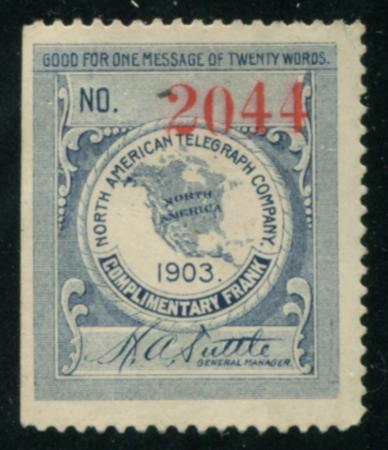 GOOD FOR ONE MESSAGE OF TWENTY WORDS.
NO. 2044
NORTH AMERICAN TELEGRAPH COMPANY.
NORTH
AMERICA
1903.
COMPLIMENTARY FRANK
H. A. Tuttle
GENERAL MANAGER.